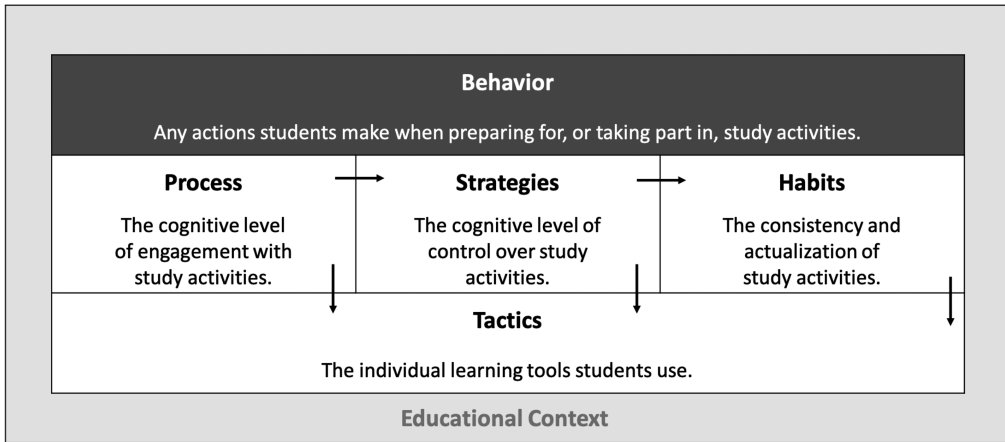 Behavior
Any actions students make when preparing for, or taking part in, study activities.
Process
The cognitive level
of engagement with
study activities.
Strategies
The cognitive level of
control over study
activities.
Habits
The consistency and
actualization of
study activities.
Tactics
The individual learning tools students use.
Educational Context